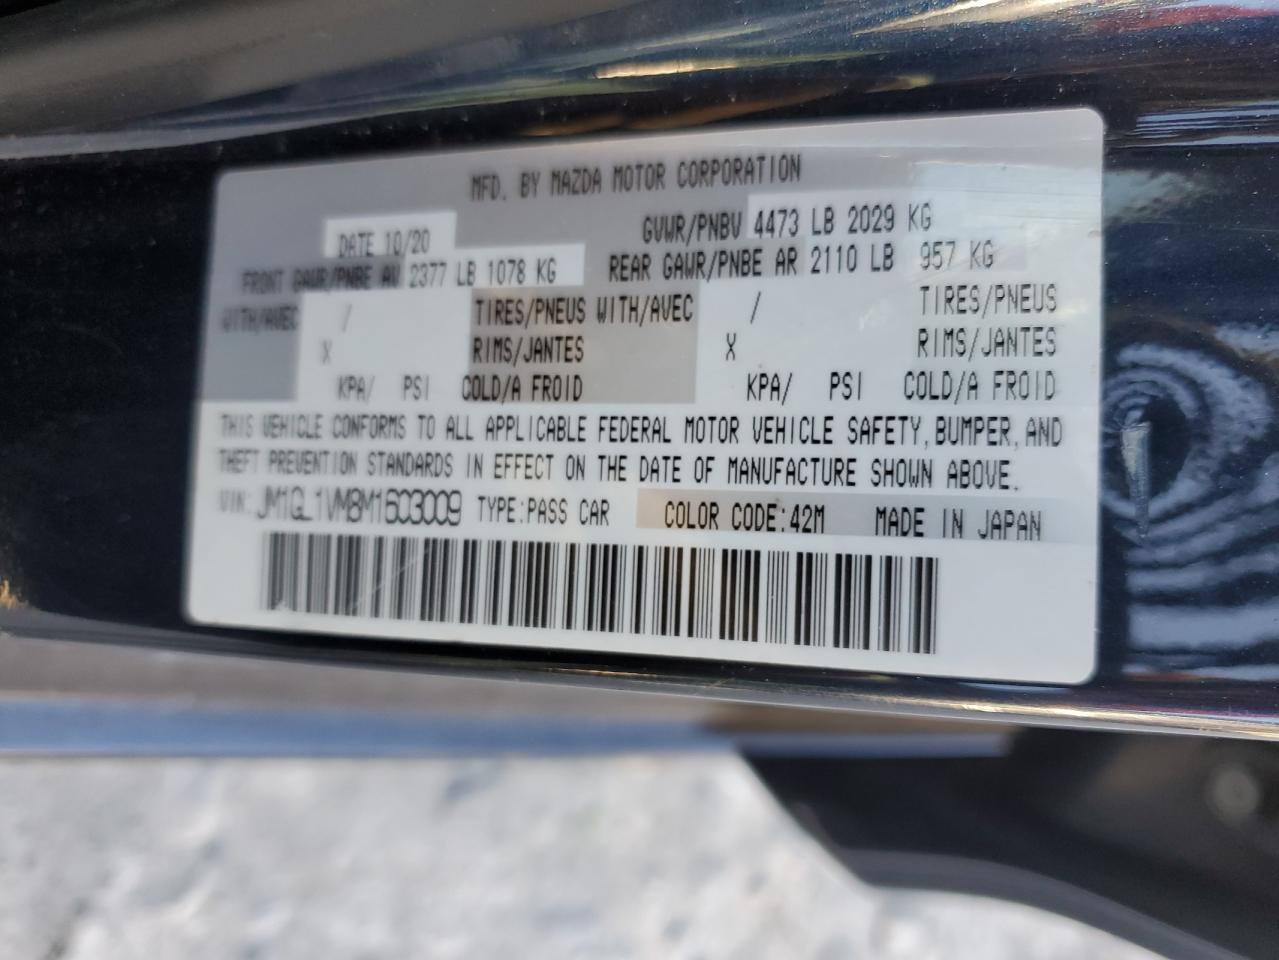 MFD. BY MAZDA MOTOR CORPORATION
DATE 10/20 GVWR/PNBV 4473 LB 2029 KG
FRONT GAWR/PNBE AV 2377 LB 1078 KG REAR GAWR/PNBE AR 2110 LB 957 KG
WITH/AVEC / TIRES/PNEUS WITH/AVEC / TIRES/PNEUS
X RIMS/JANTES X RIMS/JANTES
KPA/ PSI COLD/A FROID KPA/ PSI COLD/A FROID
THIS VEHICLE CONFORMS TO ALL APPLICABLE FEDERAL MOTOR VEHICLE SAFETY, BUMPER, AND
THEFT PREVENTION STANDARDS IN EFFECT ON THE DATE OF MANUFACTURE SHOWN ABOVE.
VIN: JM1GL1VM8M1603009 TYPE:PASS CAR COLOR CODE:42M MADE IN JAPAN